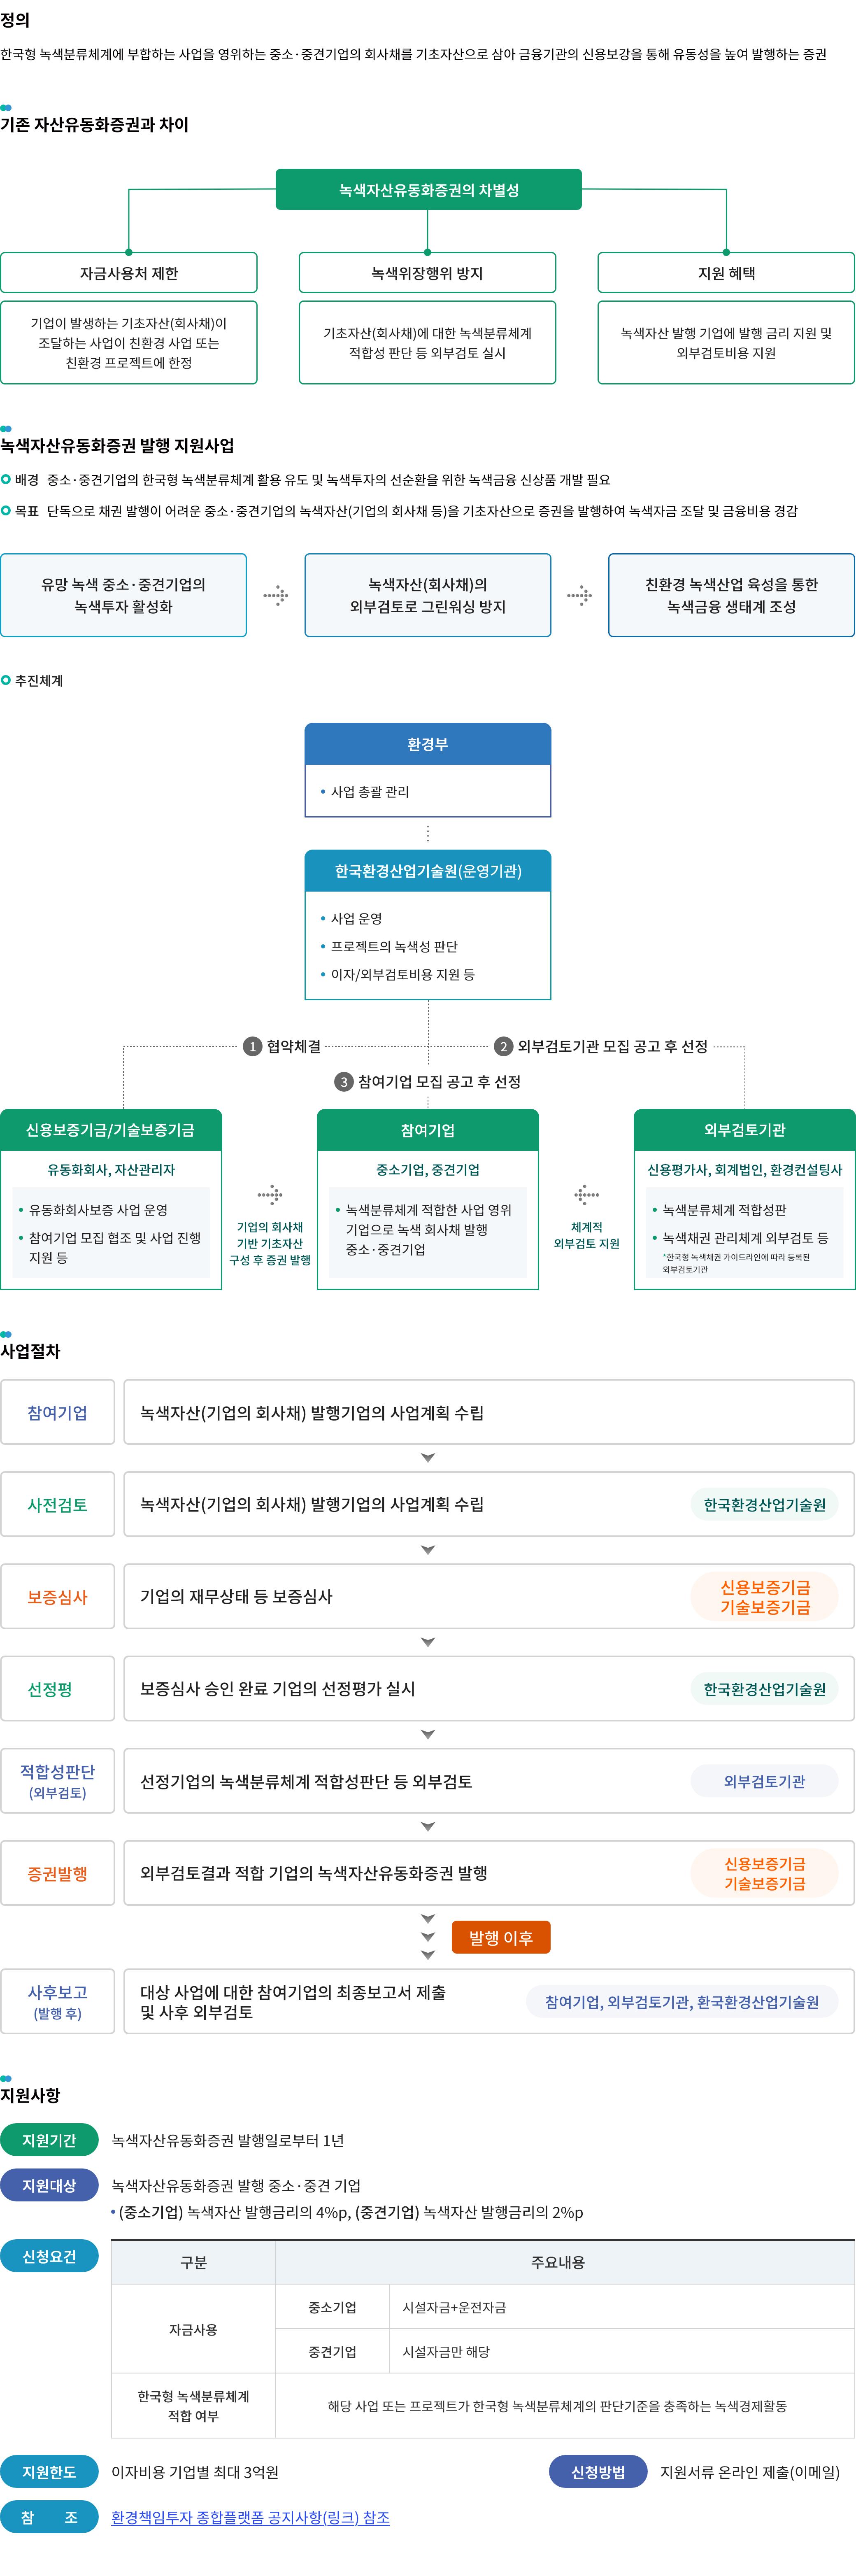 정의
한국형 녹색분류체계에 부합하는 사업을 영위하는 중소·중견기업의 회사채를 기초자산으로 삼아 금융기관의 신용보강을 통해 유동성을 높여 발행하는 증권
기존 자산유동화증권과 차이
녹색자산유동화증권의 차별성
자금사용처 제한
기업이 발생하는 기초자산(회사채)이
조달하는 사업이 친환경 사업 또는
친환경 프로젝트에 한정
녹색위장행위 방지
기초자산(회사채)에 대한 녹색분류체계
적합성 판단 등 외부검토 실시
지원 혜택
녹색자산 발행 기업에 발행 금리 지원 및
외부검토비용 지원
녹색자산유동화증권 발행 지원사업
배경 중소·중견기업의 한국형 녹색분류체계 활용 유도 및 녹색투자의 선순환을 위한 녹색금융 신상품 개발 필요
목표 단독으로 채권 발행이 어려운 중소·중견기업의 녹색자산(기업의 회사채 등)을 기초자산으로 증권을 발행하여 녹색자금 조달 및 금융비용 경감
유망 녹색 중소·중견기업의
녹색투자 활성화
녹색자산(회사채)의
외부검토로 그린워싱 방지
친환경 녹색산업 육성을 통한
녹색금융 생태계 조성
추진체계
환경부
사업 총괄 관리
한국환경산업기술원(운영기관)
사업 운영
프로젝트의 녹색성 판단
이자/외부검토비용 지원 등
1 협약체결
2 외부검토기관 모집 공고 후 선정
3 참여기업 모집 공고 후 선정
신용보증기금/기술보증기금
유동화회사, 자산관리자
유동화회사보증 사업 운영
참여기업 모집 협조 및 사업 진행
지원 등
기업의 회사채
기반 기초자산
구성 후 증권 발행
참여기업
중소기업, 중견기업
녹색분류체계 적합한 사업 영위
기업으로 녹색 회사채 발행
중소·중견기업
체계적
외부검토 지원
외부검토기관
신용평가사, 회계법인, 환경컨설팅사
녹색분류체계 적합성판
녹색채권 관리체계 외부검토 등
*한국형 녹색채권 가이드라인에 따라 등록된
외부검토기관
사업절차
참여기업
녹색자산(기업의 회사채) 발행기업의 사업계획 수립
사전검토
녹색자산(기업의 회사채) 발행기업의 사업계획 수립
한국환경산업기술원
보증심사
기업의 재무상태 등 보증심사
신용보증기금
기술보증기금
선정평
보증심사 승인 완료 기업의 선정평가 실시
한국환경산업기술원
적합성판단
(외부검토)
선정기업의 녹색분류체계 적합성판단 등 외부검토
외부검토기관
증권발행
외부검토결과 적합 기업의 녹색자산유동화증권 발행
신용보증기금
기술보증기금
발행 이후
사후보고
(발행 후)
대상 사업에 대한 참여기업의 최종보고서 제출
및 사후 외부검토
참여기업, 외부검토기관, 환국환경산업기술원
지원사항
지원기간
녹색자산유동화증권 발행일로부터 1년
지원대상
녹색자산유동화증권 발행 중소·중견 기업
(중소기업) 녹색자산 발행금리의 4%p, (중견기업) 녹색자산 발행금리의 2%p
신청요건
구분 주요내용
자금사용
중소기업 시설자금+운전자금
중견기업 시설자금만 해당
한국형 녹색분류체계
적합 여부
해당 사업 또는 프로젝트가 한국형 녹색분류체계의 판단기준을 충족하는 녹색경제활동
지원한도
이자비용 기업별 최대 3억원
신청방법
지원서류 온라인 제출(이메일)
참 조
환경책임투자 종합플랫폼 공지사항(링크) 참조